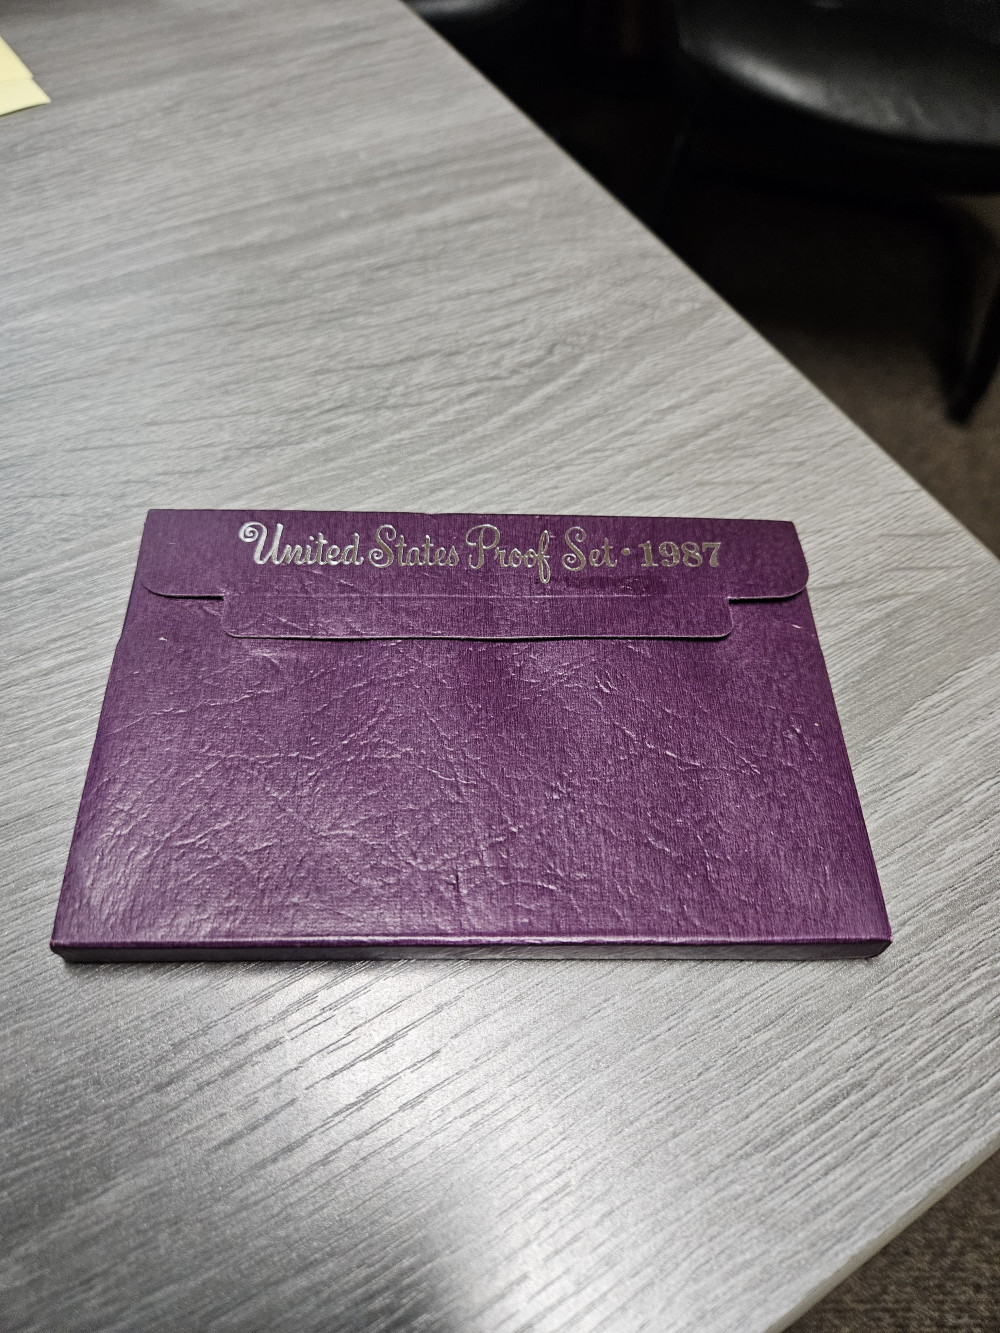 United States Proof Set · 1987